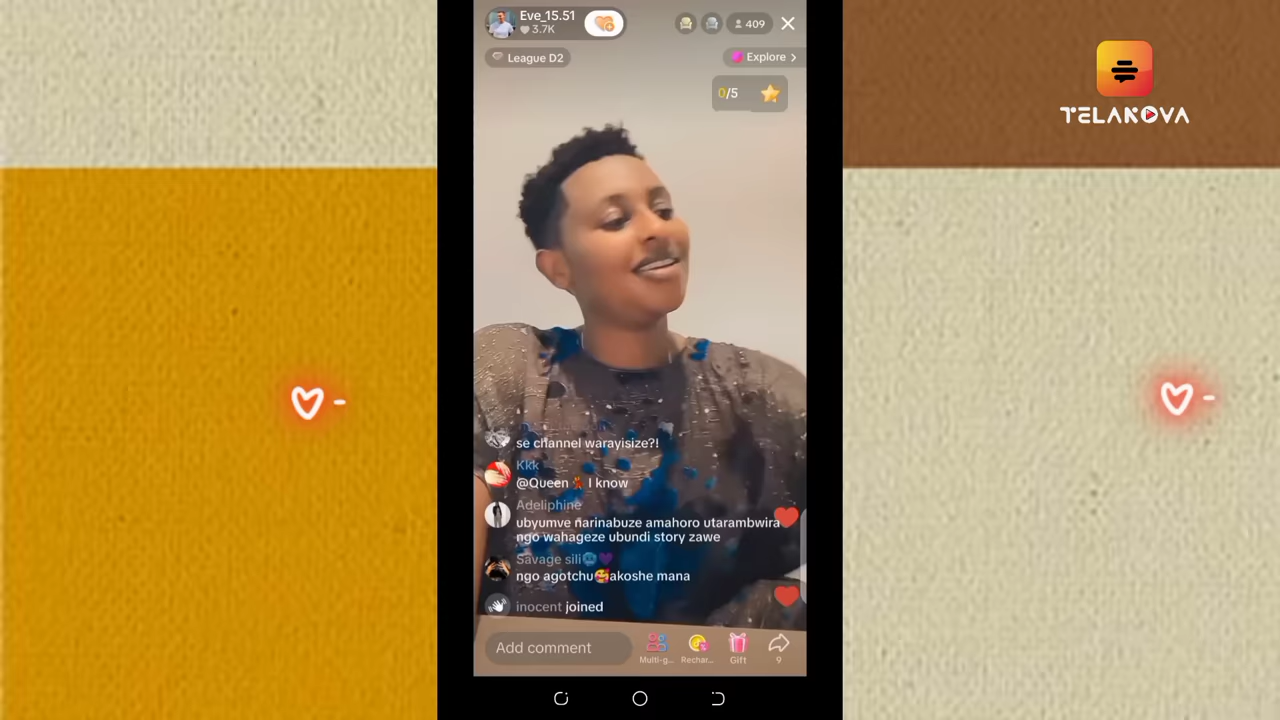 Eve_15.51
3.7K
409
League D2
Explore
0/5
TELANOVA
se channel warayisize?!
Kkk
@Queen I know
Adeliphine
ubyumve narinabuze amahoro utarambwira
ngo wahageze ubundi story zawe
Savage sili
ngo agotchu🥰akoshe mana
inocent joined
Add comment
Multi-g...
Rechar...
Gift
9